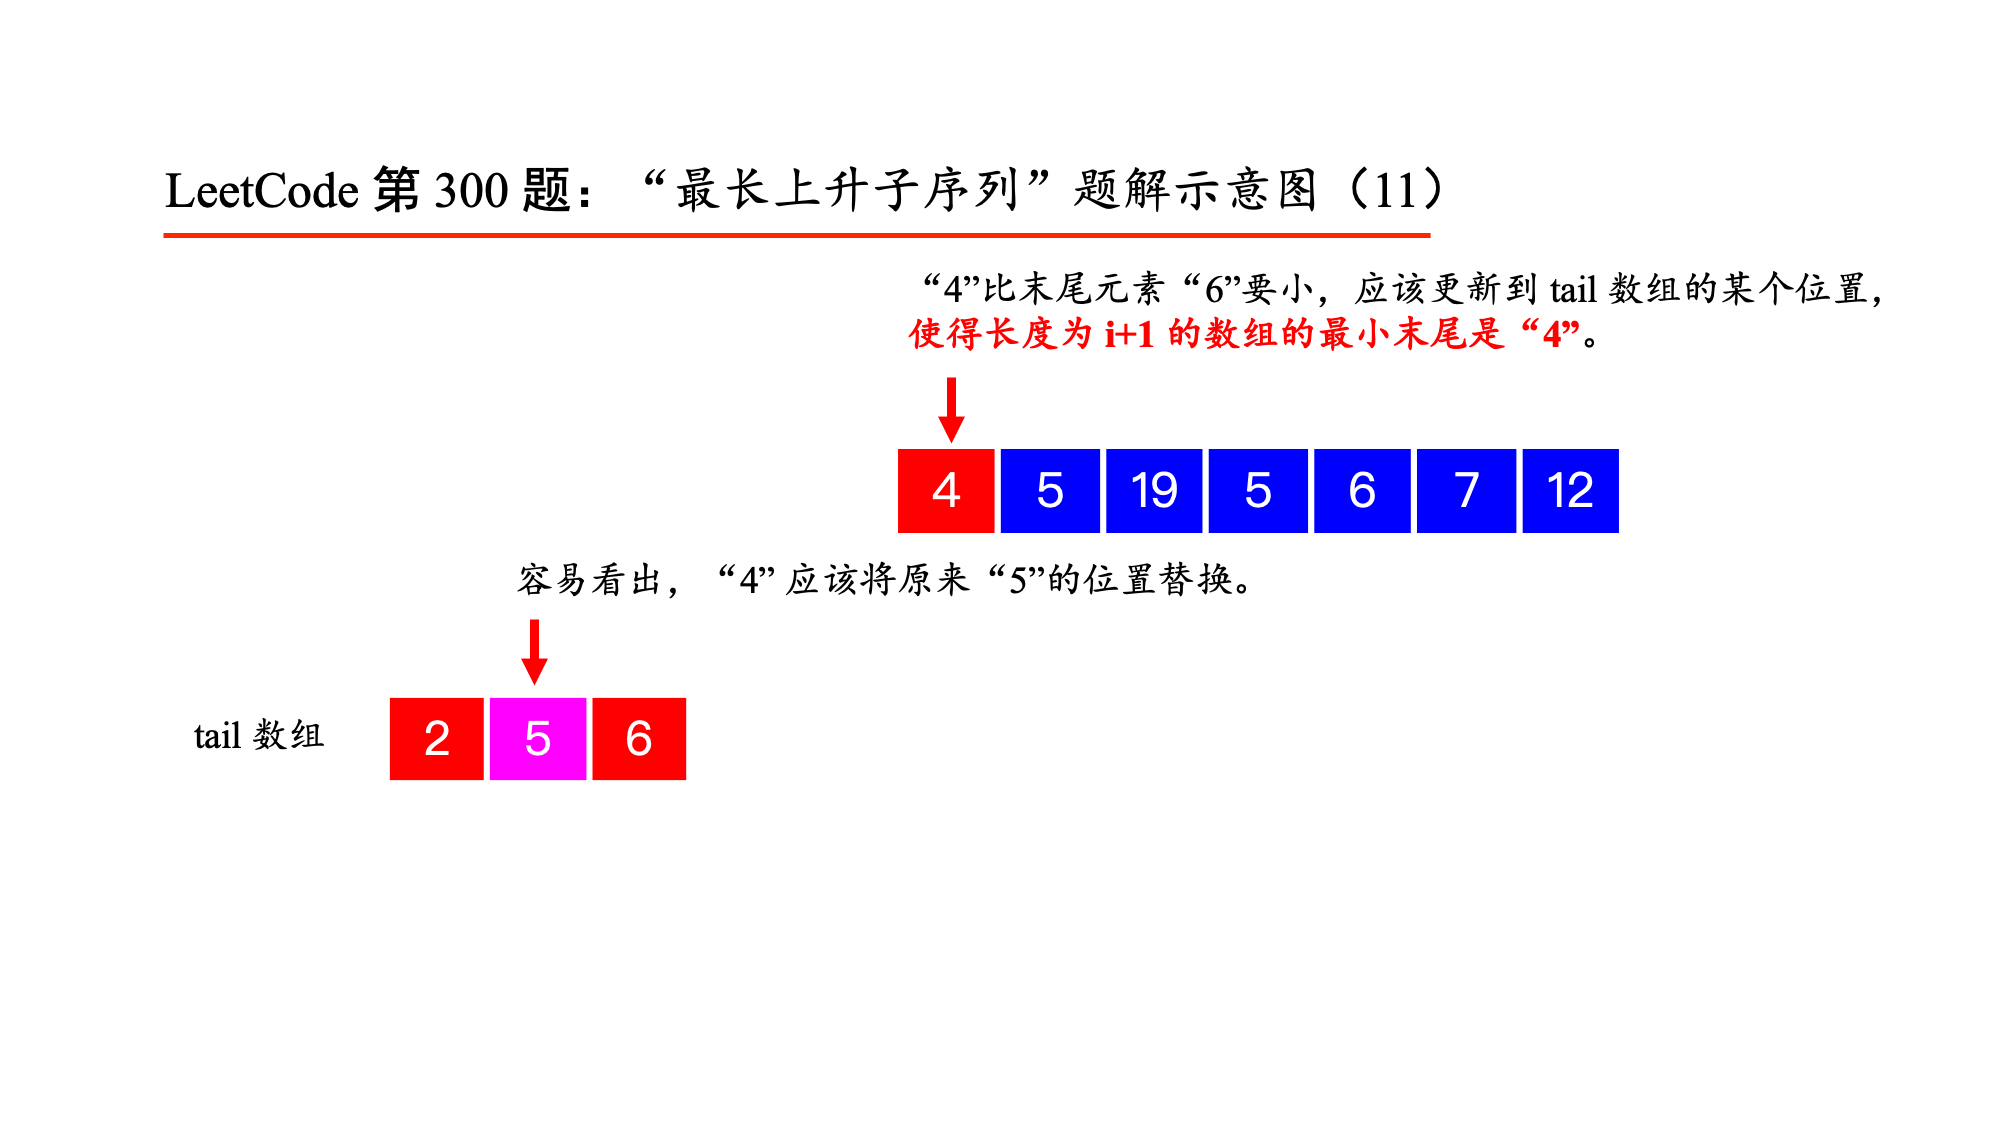 LeetCode 第 300 题：“最长上升子序列”题解示意图（11）
“4”比末尾元素“6”要小，应该更新到 tail 数组的某个位置，
使得长度为 i+1 的数组的最小末尾是“4”。
4 5 19 5 6 7 12
容易看出，“4” 应该将原来“5”的位置替换。
tail 数组 2 5 6